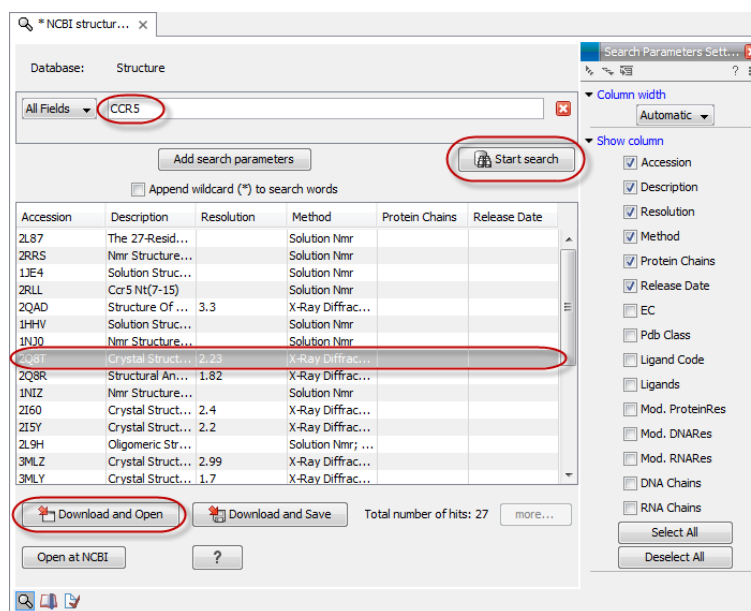 * NCBI structur...
Database: Structure
All Fields CCR5
Add search parameters
Start search
Append wildcard (*) to search words
Accession Description Resolution Method Protein Chains Release Date
2L87 The 27-Resid... Solution Nmr
2RRS Nmr Structure... Solution Nmr
1JE4 Solution Struc... Solution Nmr
2RLL Ccr5 Nt(7-15) Solution Nmr
2QAD Structure Of ... 3.3 X-Ray Diffrac...
1HHV Solution Struc... Solution Nmr
1NJ0 Nmr Structure... Solution Nmr
2Q8T Crystal Struct... 2.23 X-Ray Diffrac...
2Q8R Structural An... 1.82 X-Ray Diffrac...
1NIZ Nmr Structure... Solution Nmr
2I60 Crystal Struct... 2.4 X-Ray Diffrac...
2I5Y Crystal Struct... 2.2 X-Ray Diffrac...
2L9H Oligomeric Str... Solution Nmr; ...
3MLZ Crystal Struct... 2.99 X-Ray Diffrac...
3MLY Crystal Struct... 1.7 X-Ray Diffrac...
Download and Open
Download and Save
Total number of hits: 27
more...
Open at NCBI
?
Search Parameters Sett...
?
Column width
Automatic
Show column
Accession
Description
Resolution
Method
Protein Chains
Release Date
EC
Pdb Class
Ligand Code
Ligands
Mod. ProteinRes
Mod. DNARes
Mod. RNARes
DNA Chains
RNA Chains
Select All
Deselect All